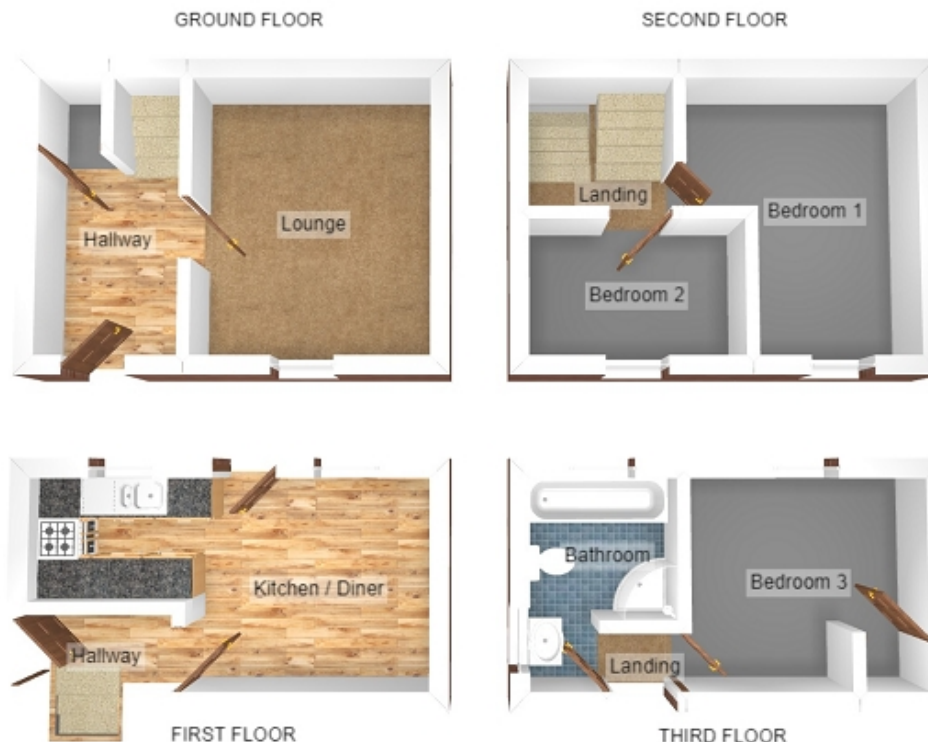 GROUND FLOOR
Hallway
Lounge
SECOND FLOOR
Landing
Bedroom 1
Bedroom 2
Kitchen / Diner
Hallway
FIRST FLOOR
Bathroom
Bedroom 3
Landing
THIRD FLOOR